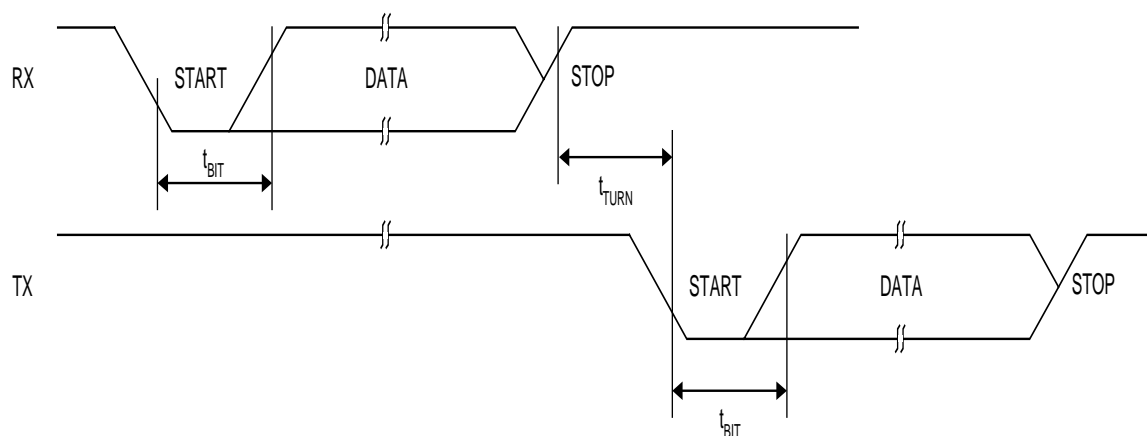 RX
START
DATA
STOP
tBIT
tTURN
TX
START
DATA
STOP
tBIT